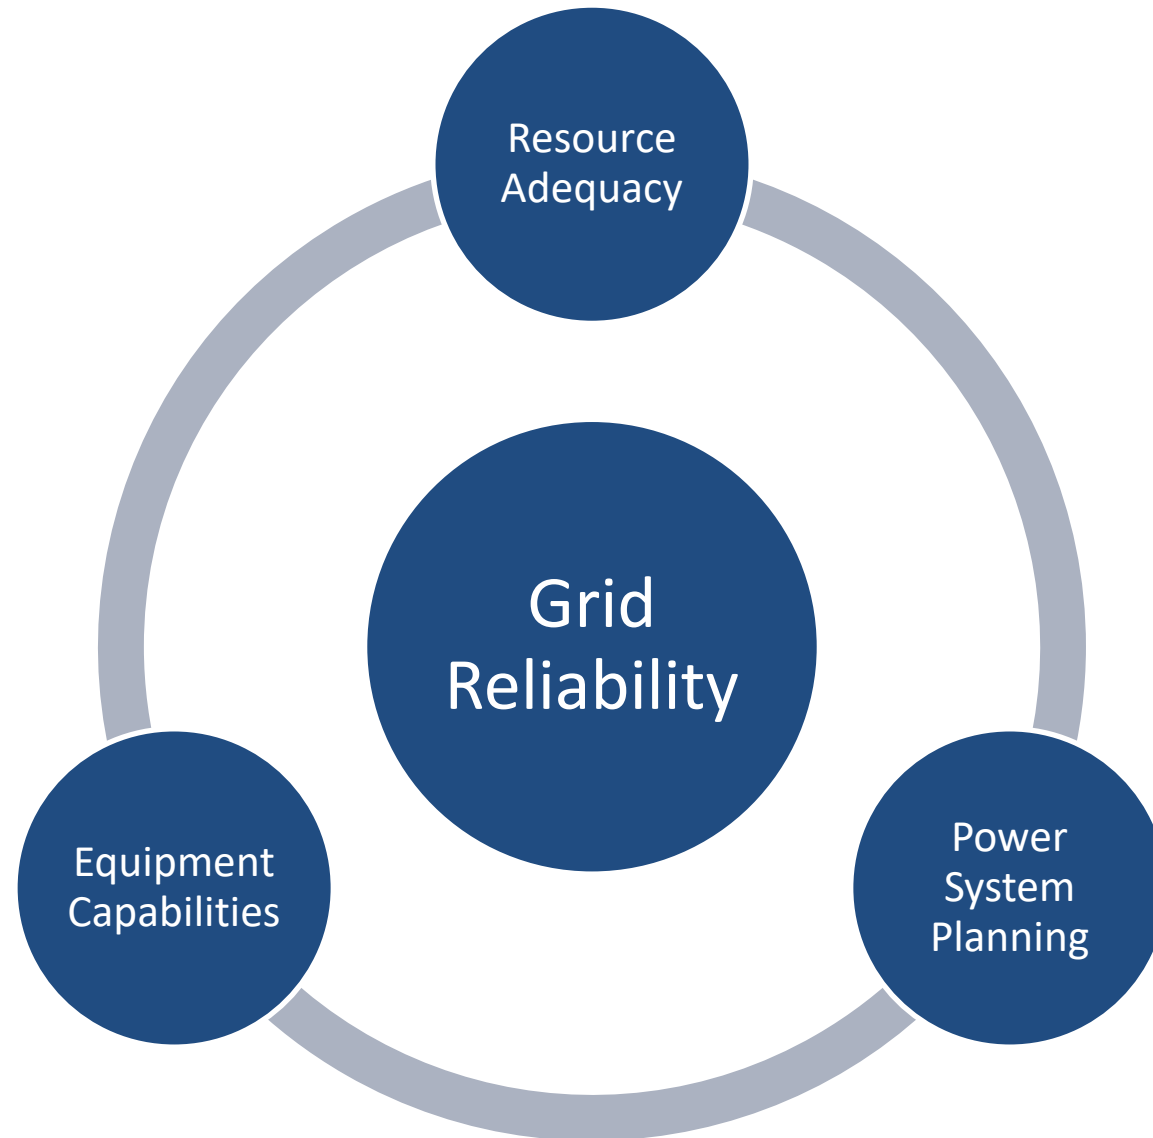 Resource
Adequacy
Grid
Reliability
Equipment
Capabilities
Power
System
Planning